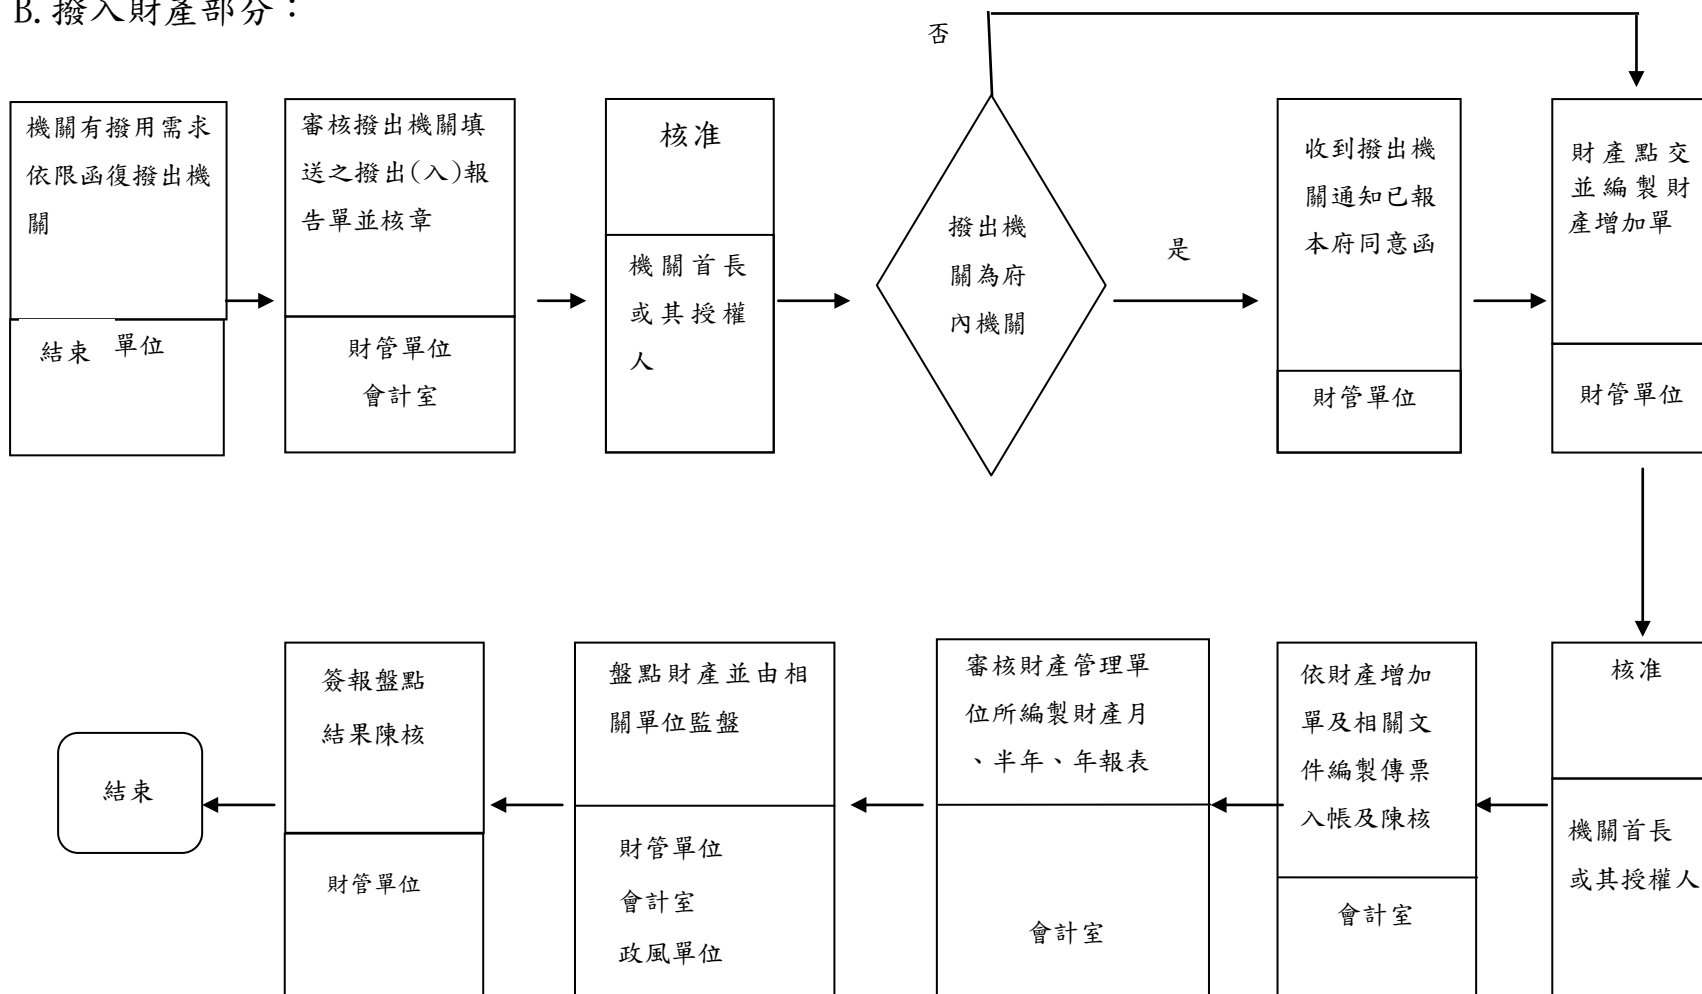 B.撥入財產部分：
否
機關有撥用需求
依限函復撥出機
關
結束 單位
審核撥出機關填
送之撥出(入)報
告單並核章
財管單位
會計室
核准
機關首長
或其授權
人
撥出機
關為府
內機關
是
收到撥出機
關通知已報
本府同意函
財管單位
財產點交
並編製財
產增加單
財管單位
核准
機關首長
或其授權人
依財產增加
單及相關文
件編製傳票
入帳及陳核
會計室
審核財產管理單
位所編製財產月
、半年、年報表
會計室
盤點財產並由相
關單位監盤
財管單位
會計室
政風單位
簽報盤點
結果陳核
財管單位
結束